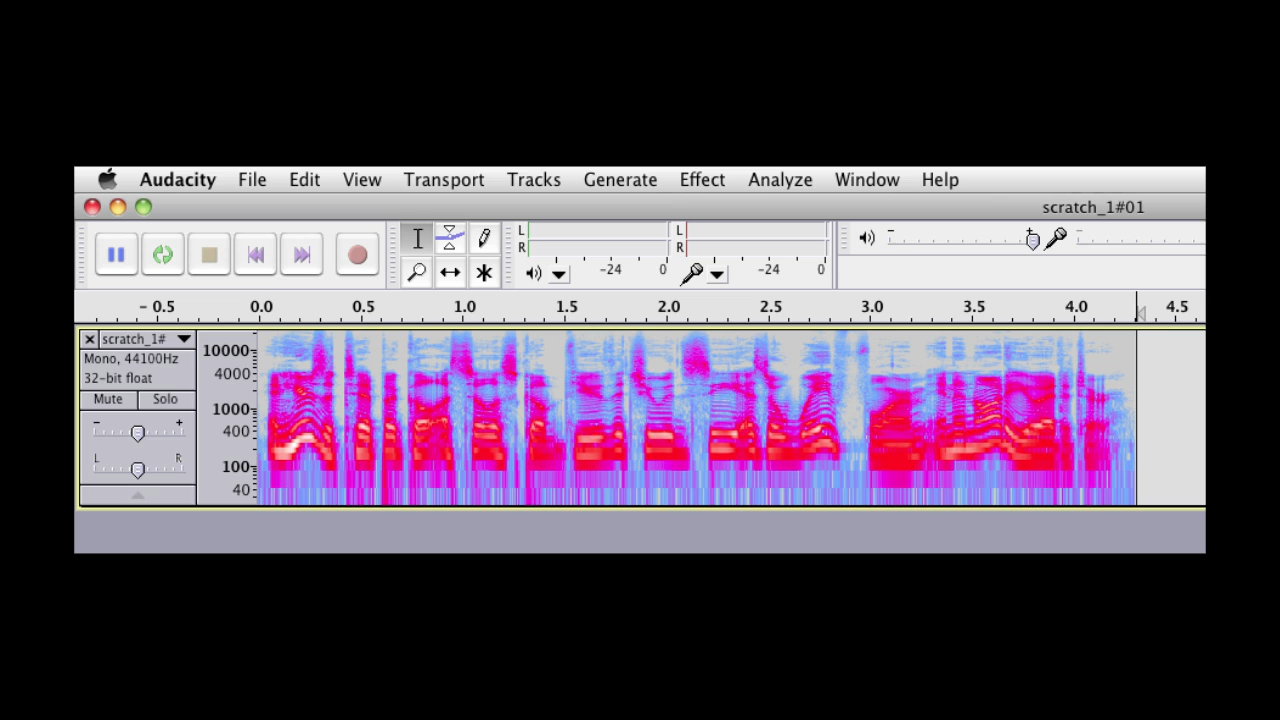 Audacity File Edit View Transport Tracks Generate Effect Analyze Window Help
scratch_1#01
L L
R R
-24 0 -24 0
- 0.5 0.0 0.5 1.0 1.5 2.0 2.5 3.0 3.5 4.0 4.5
scratch_1#
Mono, 44100Hz
32-bit float
Mute Solo
- +
L R
10000
4000
1000
400
100
40